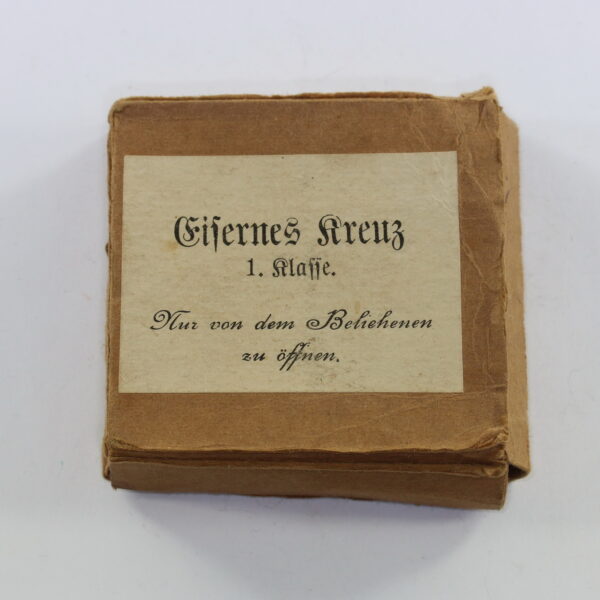 Eiſernes Kreuz
1. Klaſſe.
Nur von dem Beliehenen
zu öffnen.